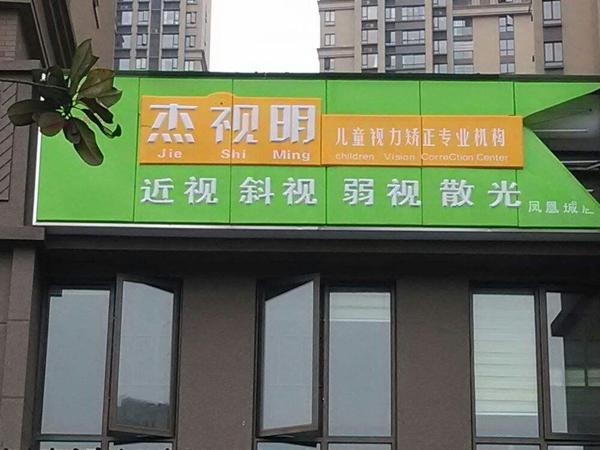 杰视明
Jie Shi Ming
儿童视力矫正专业机构
children Vision CorreCtion Center
近视 斜视 弱视 散光
凤凰城店